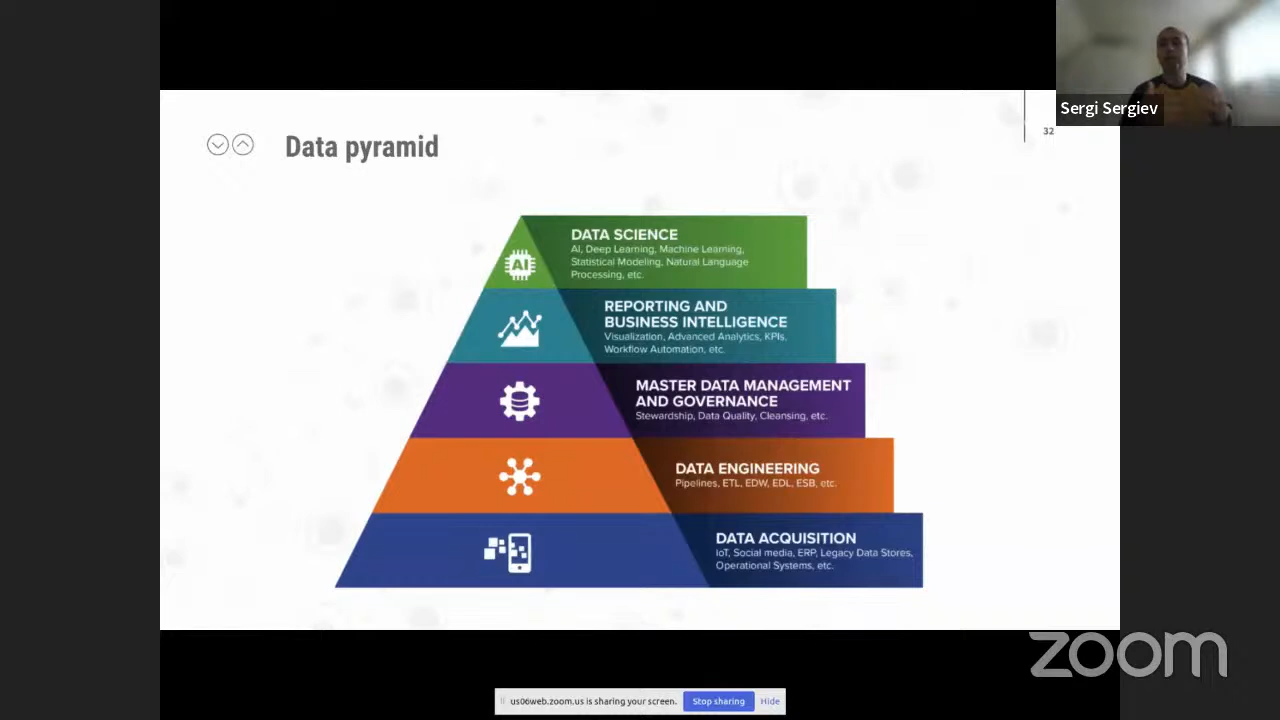 Sergi Sergiev
32
Data pyramid
DATA SCIENCE
AI, Deep Learning, Machine Learning,
Statistical Modeling, Natural Language
Processing, etc.
AI
REPORTING AND
BUSINESS INTELLIGENCE
Visualization, Advanced Analytics, KPIs,
Workflow Automation, etc.
MASTER DATA MANAGEMENT
AND GOVERNANCE
Stewardship, Data Quality, Cleansing, etc.
DATA ENGINEERING
Pipelines, ETL, EDW, EDL, ESB, etc.
DATA ACQUISITION
IoT, Social media, ERP, Legacy Data Stores,
Operational Systems, etc.
zoom
us06web.zoom.us is sharing your screen. Stop sharing Hide